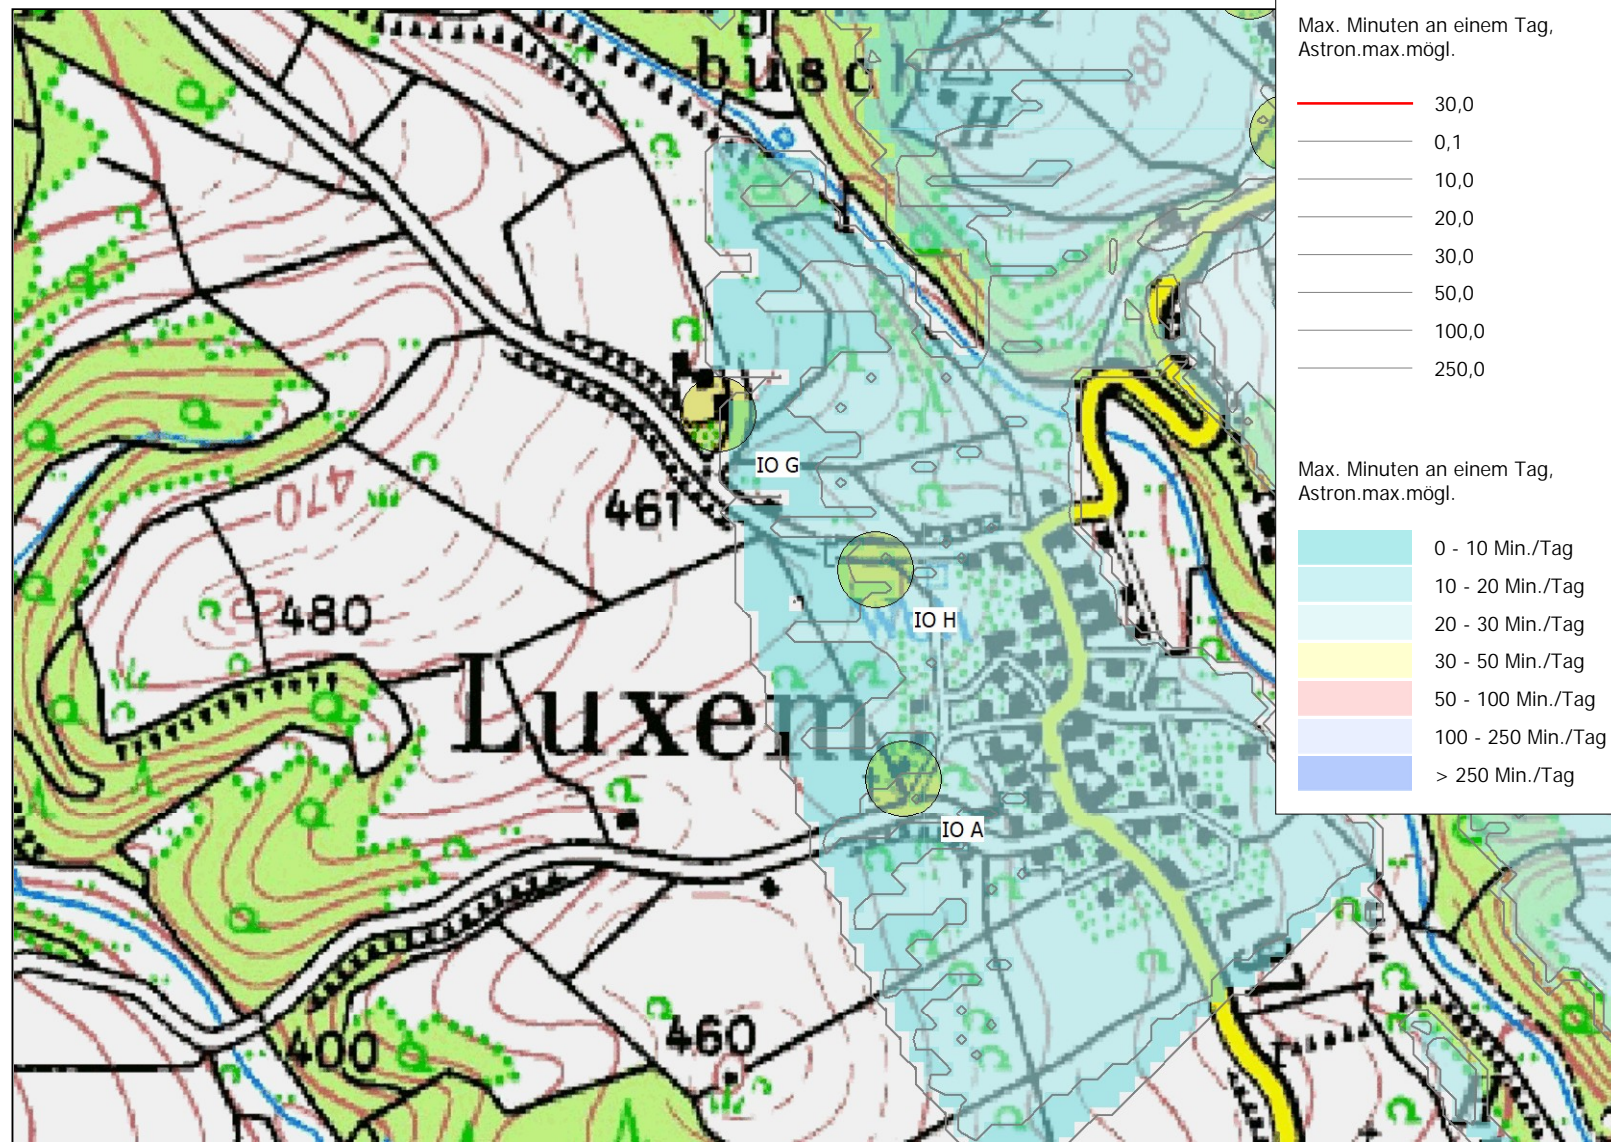 busch
H
480
Max. Minuten an einem Tag,
Astron.max.mögl.
30,0
0,1
10,0
20,0
30,0
50,0
100,0
250,0
IO G
461
470
480
IO H
Luxem
IO A
Max. Minuten an einem Tag,
Astron.max.mögl.
0 - 10 Min./Tag
10 - 20 Min./Tag
20 - 30 Min./Tag
30 - 50 Min./Tag
50 - 100 Min./Tag
100 - 250 Min./Tag
> 250 Min./Tag
400
460